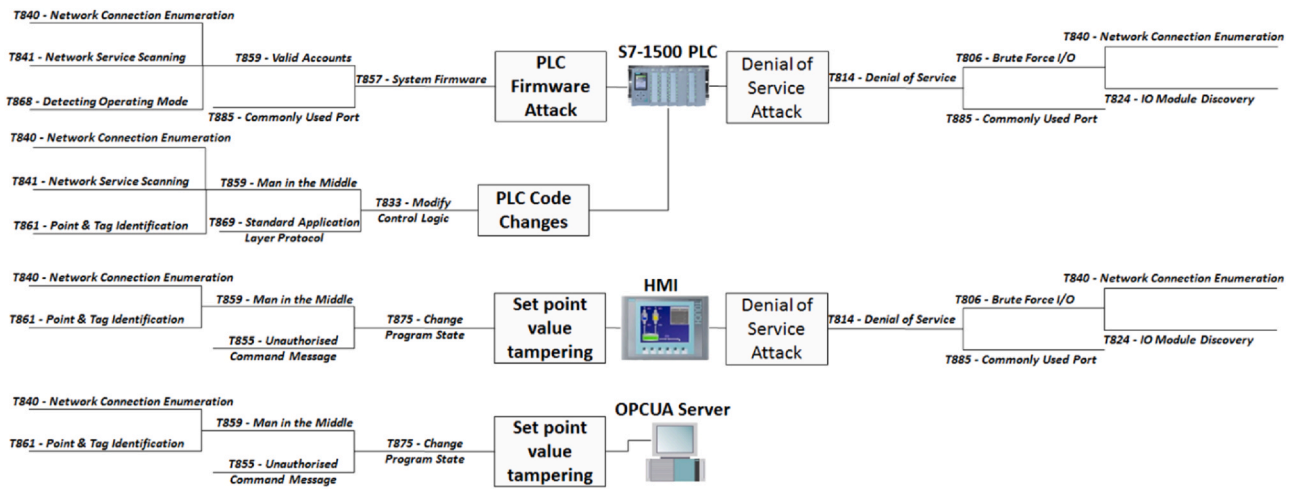 T840 - Network Connection Enumeration
T841 - Network Service Scanning
T868 - Detecting Operating Mode
T859 - Valid Accounts
T885 - Commonly Used Port
T857 - System Firmware
PLC
Firmware
Attack
S7-1500 PLC
Denial of
Service
Attack
T814 - Denial of Service
T806 - Brute Force I/O
T885 - Commonly Used Port
T840 - Network Connection Enumeration
T824 - IO Module Discovery
T840 - Network Connection Enumeration
T841 - Network Service Scanning
T861 - Point & Tag Identification
T859 - Man in the Middle
T869 - Standard Application
Layer Protocol
T833 - Modify
Control Logic
PLC Code
Changes
T840 - Network Connection Enumeration
T861 - Point & Tag Identification
T859 - Man in the Middle
T855 - Unauthorised
Command Message
T875 - Change
Program State
Set point
value
tampering
HMI
Denial of
Service
Attack
T814 - Denial of Service
T806 - Brute Force I/O
T885 - Commonly Used Port
T840 - Network Connection Enumeration
T824 - IO Module Discovery
T840 - Network Connection Enumeration
T861 - Point & Tag Identification
T859 - Man in the Middle
T855 - Unauthorised
Command Message
T875 - Change
Program State
Set point
value
tampering
OPCUA Server